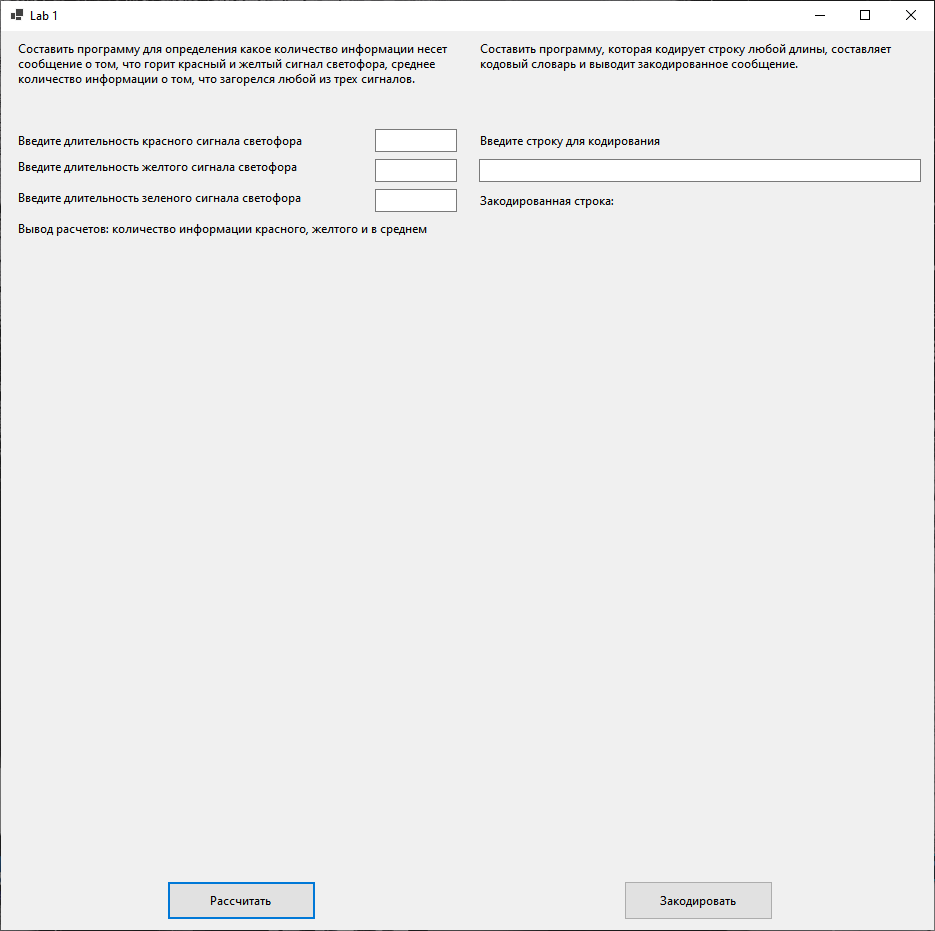 Lab 1
Составить программу для определения какое количество информации несет
сообщение о том, что горит красный и желтый сигнал светофора, среднее
количество информации о том, что загорелся любой из трех сигналов.
Введите длительность красного сигнала светофора
Введите длительность желтого сигнала светофора
Введите длительность зеленого сигнала светофора
Вывод расчетов: количество информации красного, желтого и в среднем
Рассчитать
Составить программу, которая кодирует строку любой длины, составляет
кодовый словарь и выводит закодированное сообщение.
Введите строку для кодирования
Закодированная строка:
Закодировать